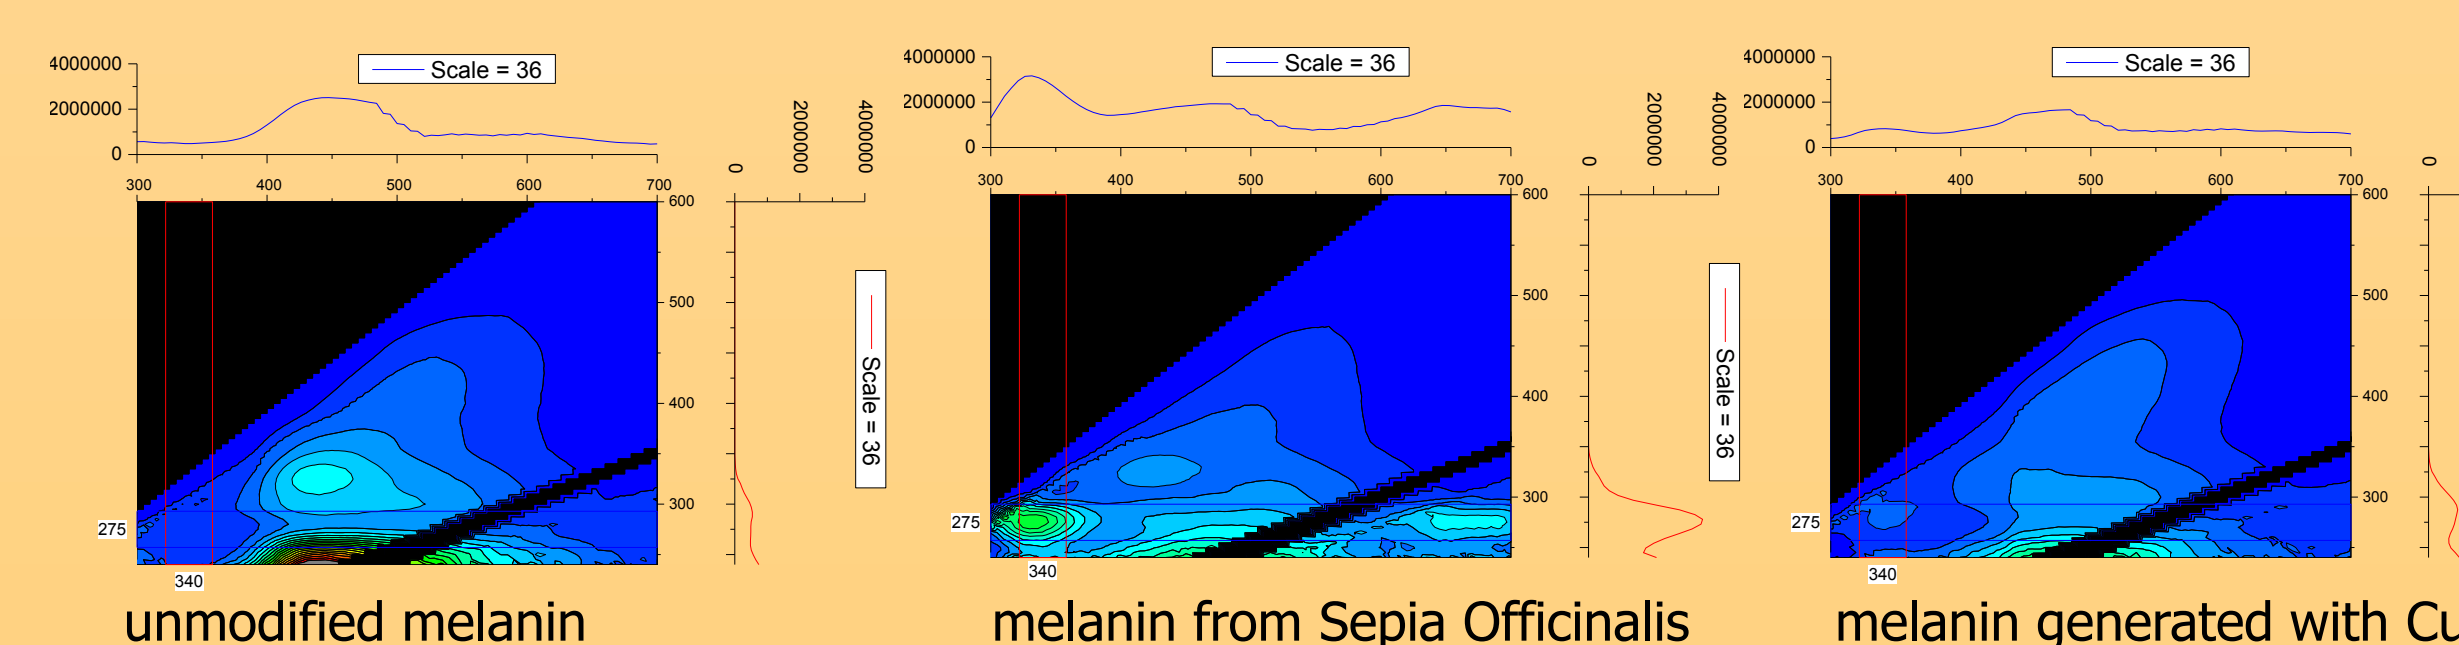 4000000
2000000
0
Scale = 36
300 400 500 600 700
0 2000000 4000000
Scale = 36
600
500
400
300
275
340
unmodified melanin
4000000
2000000
0
Scale = 36
300 400 500 600 700
0 2000000 4000000
Scale = 36
600
500
400
300
275
340
melanin from Sepia Officinalis
4000000
2000000
0
Scale = 36
300 400 500 600 700
0
600
500
400
300
275
340
melanin generated with Cu